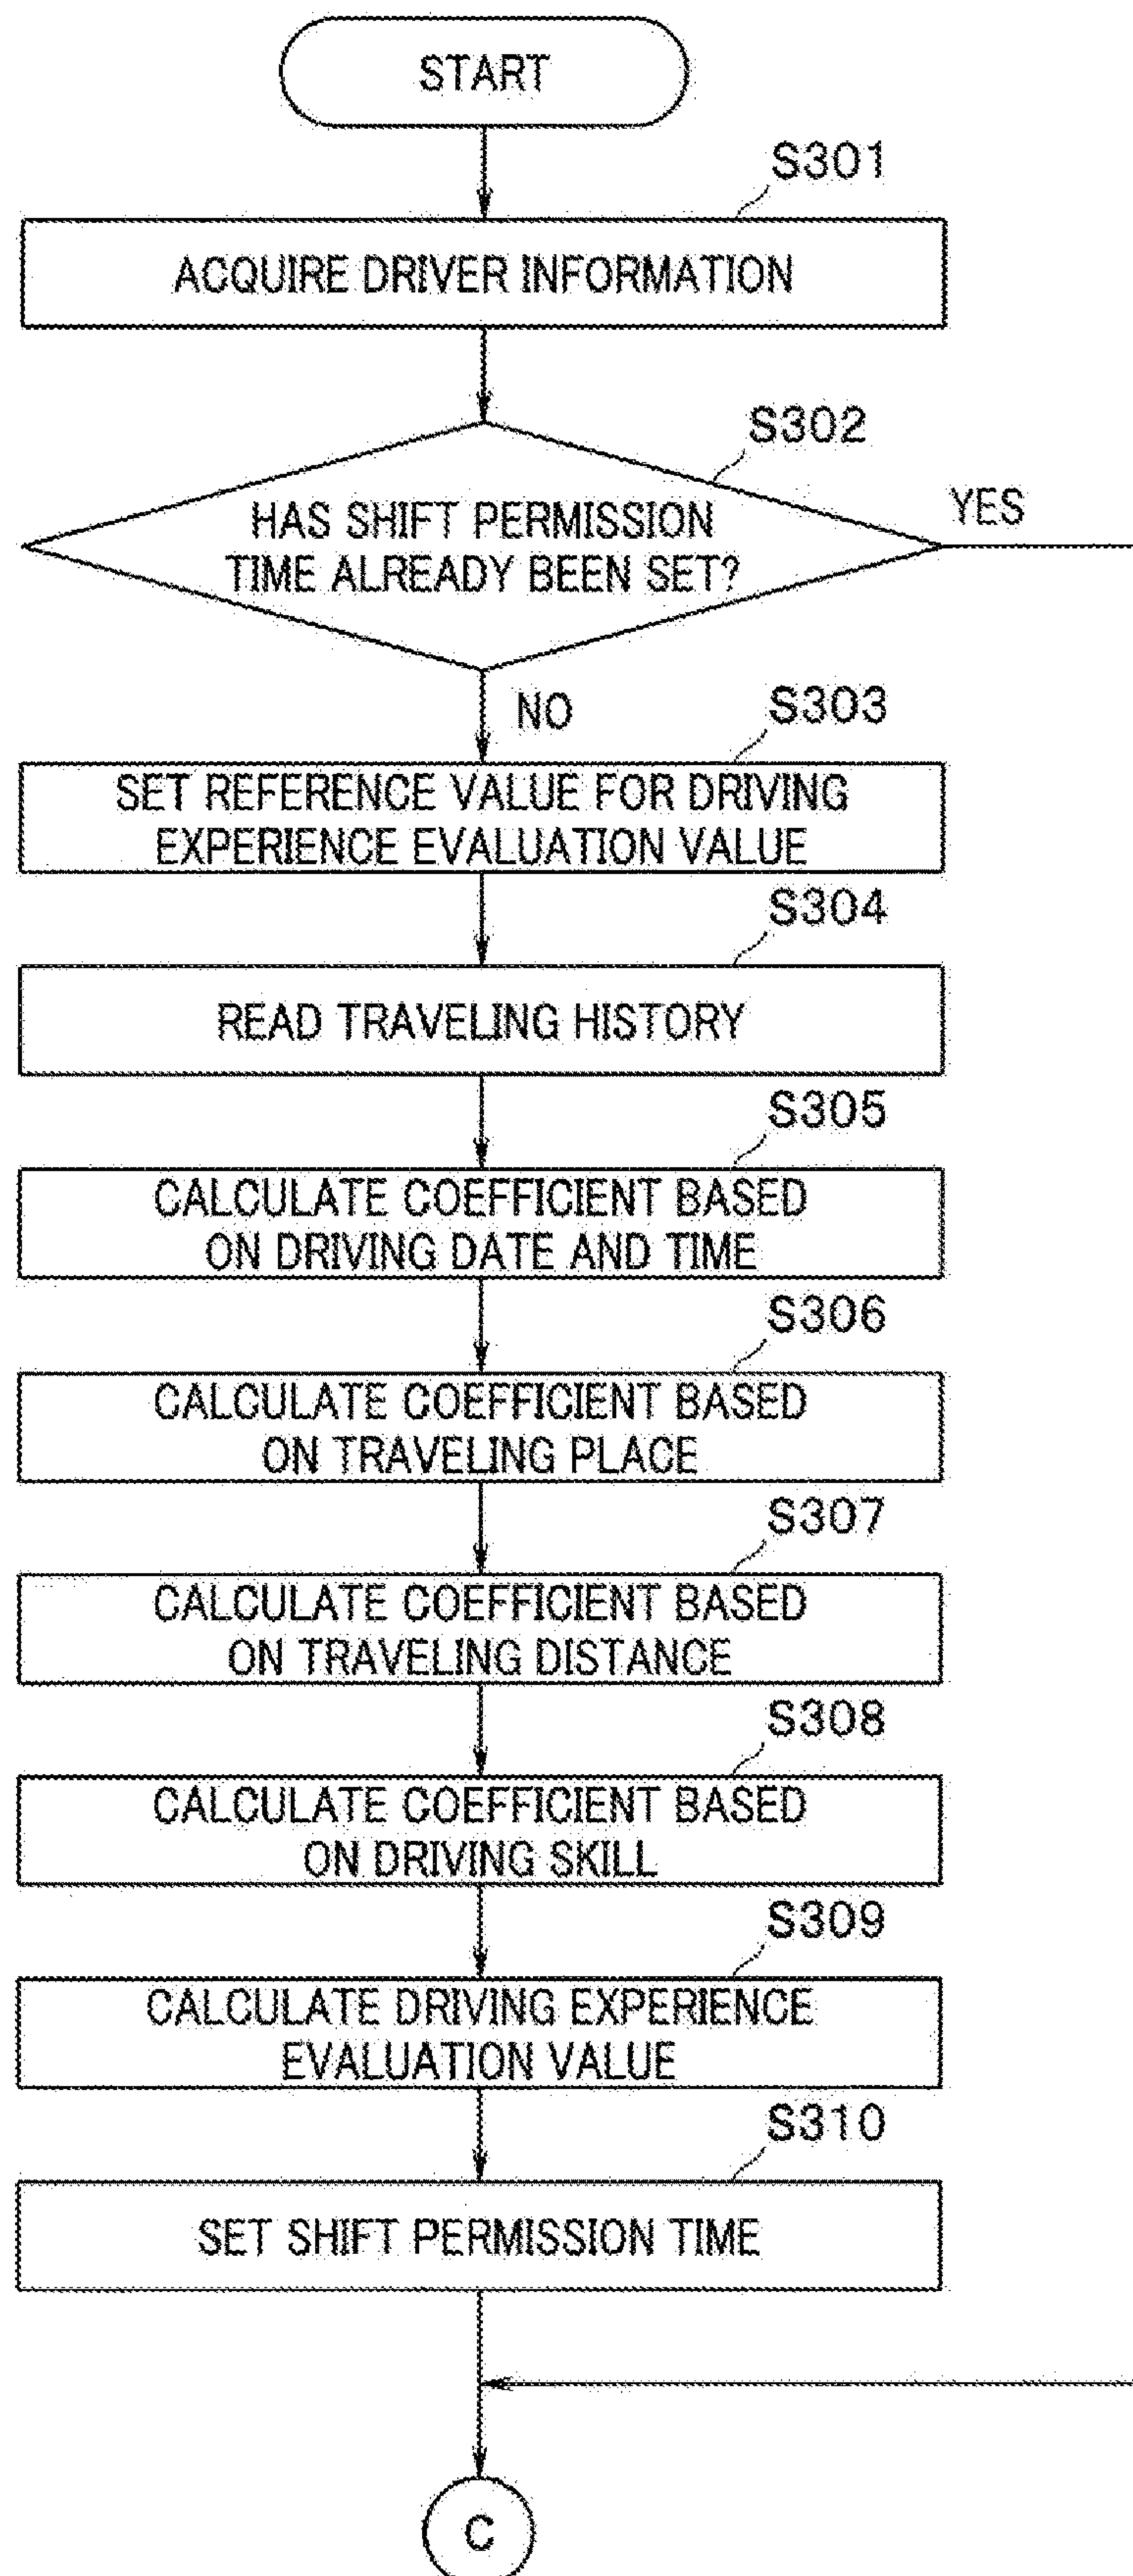 START
S301
ACQUIRE DRIVER INFORMATION
S302
HAS SHIFT PERMISSION
TIME ALREADY BEEN SET?
YES
NO
S303
SET REFERENCE VALUE FOR DRIVING
EXPERIENCE EVALUATION VALUE
S304
READ TRAVELING HISTORY
S305
CALCULATE COEFFICIENT BASED
ON DRIVING DATE AND TIME
S306
CALCULATE COEFFICIENT BASED
ON TRAVELING PLACE
S307
CALCULATE COEFFICIENT BASED
ON TRAVELING DISTANCE
S308
CALCULATE COEFFICIENT BASED
ON DRIVING SKILL
S309
CALCULATE DRIVING EXPERIENCE
EVALUATION VALUE
S310
SET SHIFT PERMISSION TIME
C